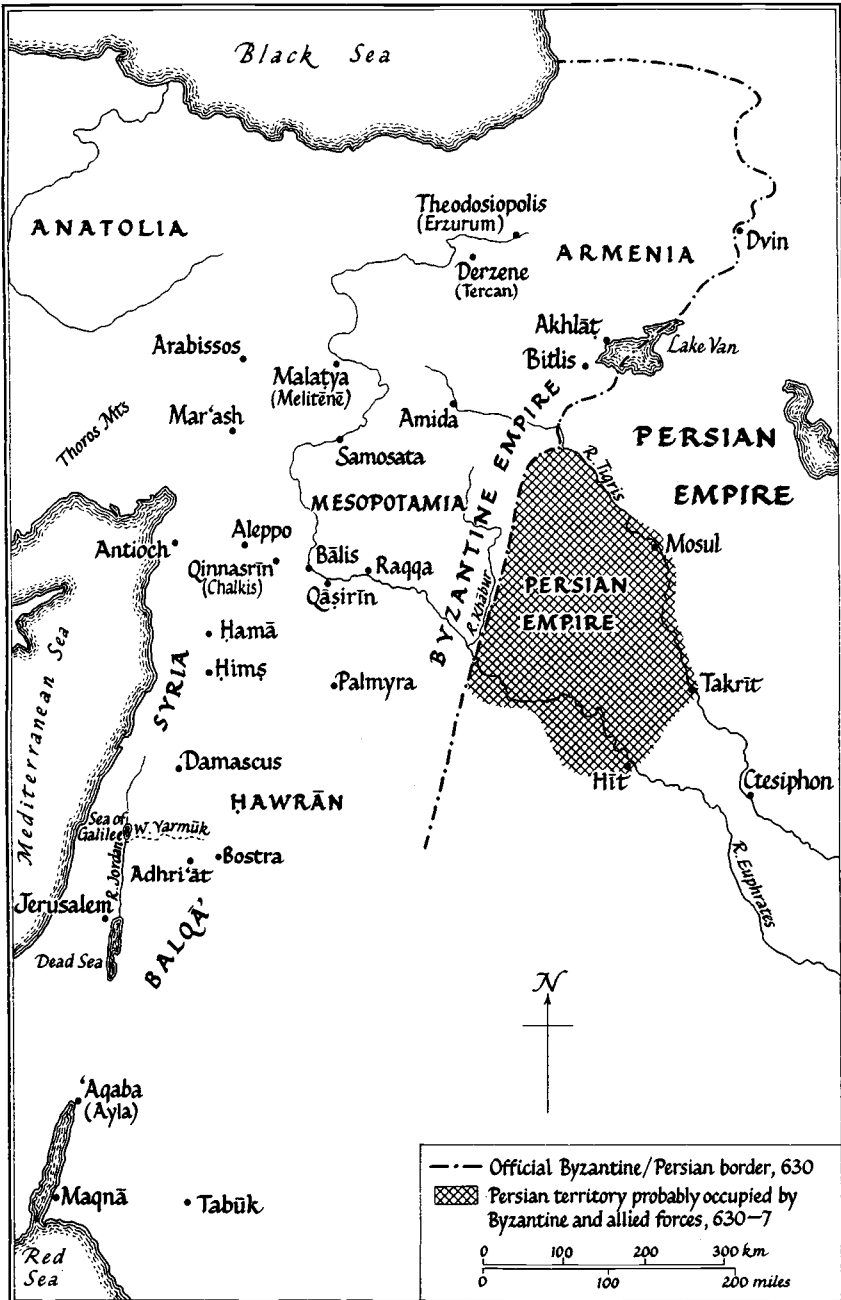 Black Sea
ANATOLIA
Theodosiopolis
(Erzurum)
Derzene
(Tercan)
ARMENIA
Dvin
Akhlāṭ
Bitlis
Lake Van
Arabissos
Malaṭya
(Melitēnē)
Amida
Thoros Mts
Mar‘ash
Samosata
BYZANTINE EMPIRE
PERSIAN
EMPIRE
R. Tigris
MESOPOTAMIA
Antioch
Aleppo
Qinnasrīn
(Chalkis)
Bālis
Raqqa
Qāṣirīn
R. Khābur
PERSIAN
EMPIRE
Mosul
Mediterranean Sea
SYRIA
Ḥamā
Ḥimṣ
Palmyra
Takrīt
Damascus
ḤAWRĀN
Hīt
Ctesiphon
Sea of
Galilee
W. Yarmūk
R. Jordan
Adhri‘āt
Bostra
R. Euphrates
Jerusalem
BALQĀ’
Dead Sea
N
‘Aqaba
(Ayla)
Maqnā
Tabūk
Red
Sea
Official Byzantine/Persian border, 630
Persian territory probably occupied by
Byzantine and allied forces, 630–7
0 100 200 300 km
0 100 200 miles